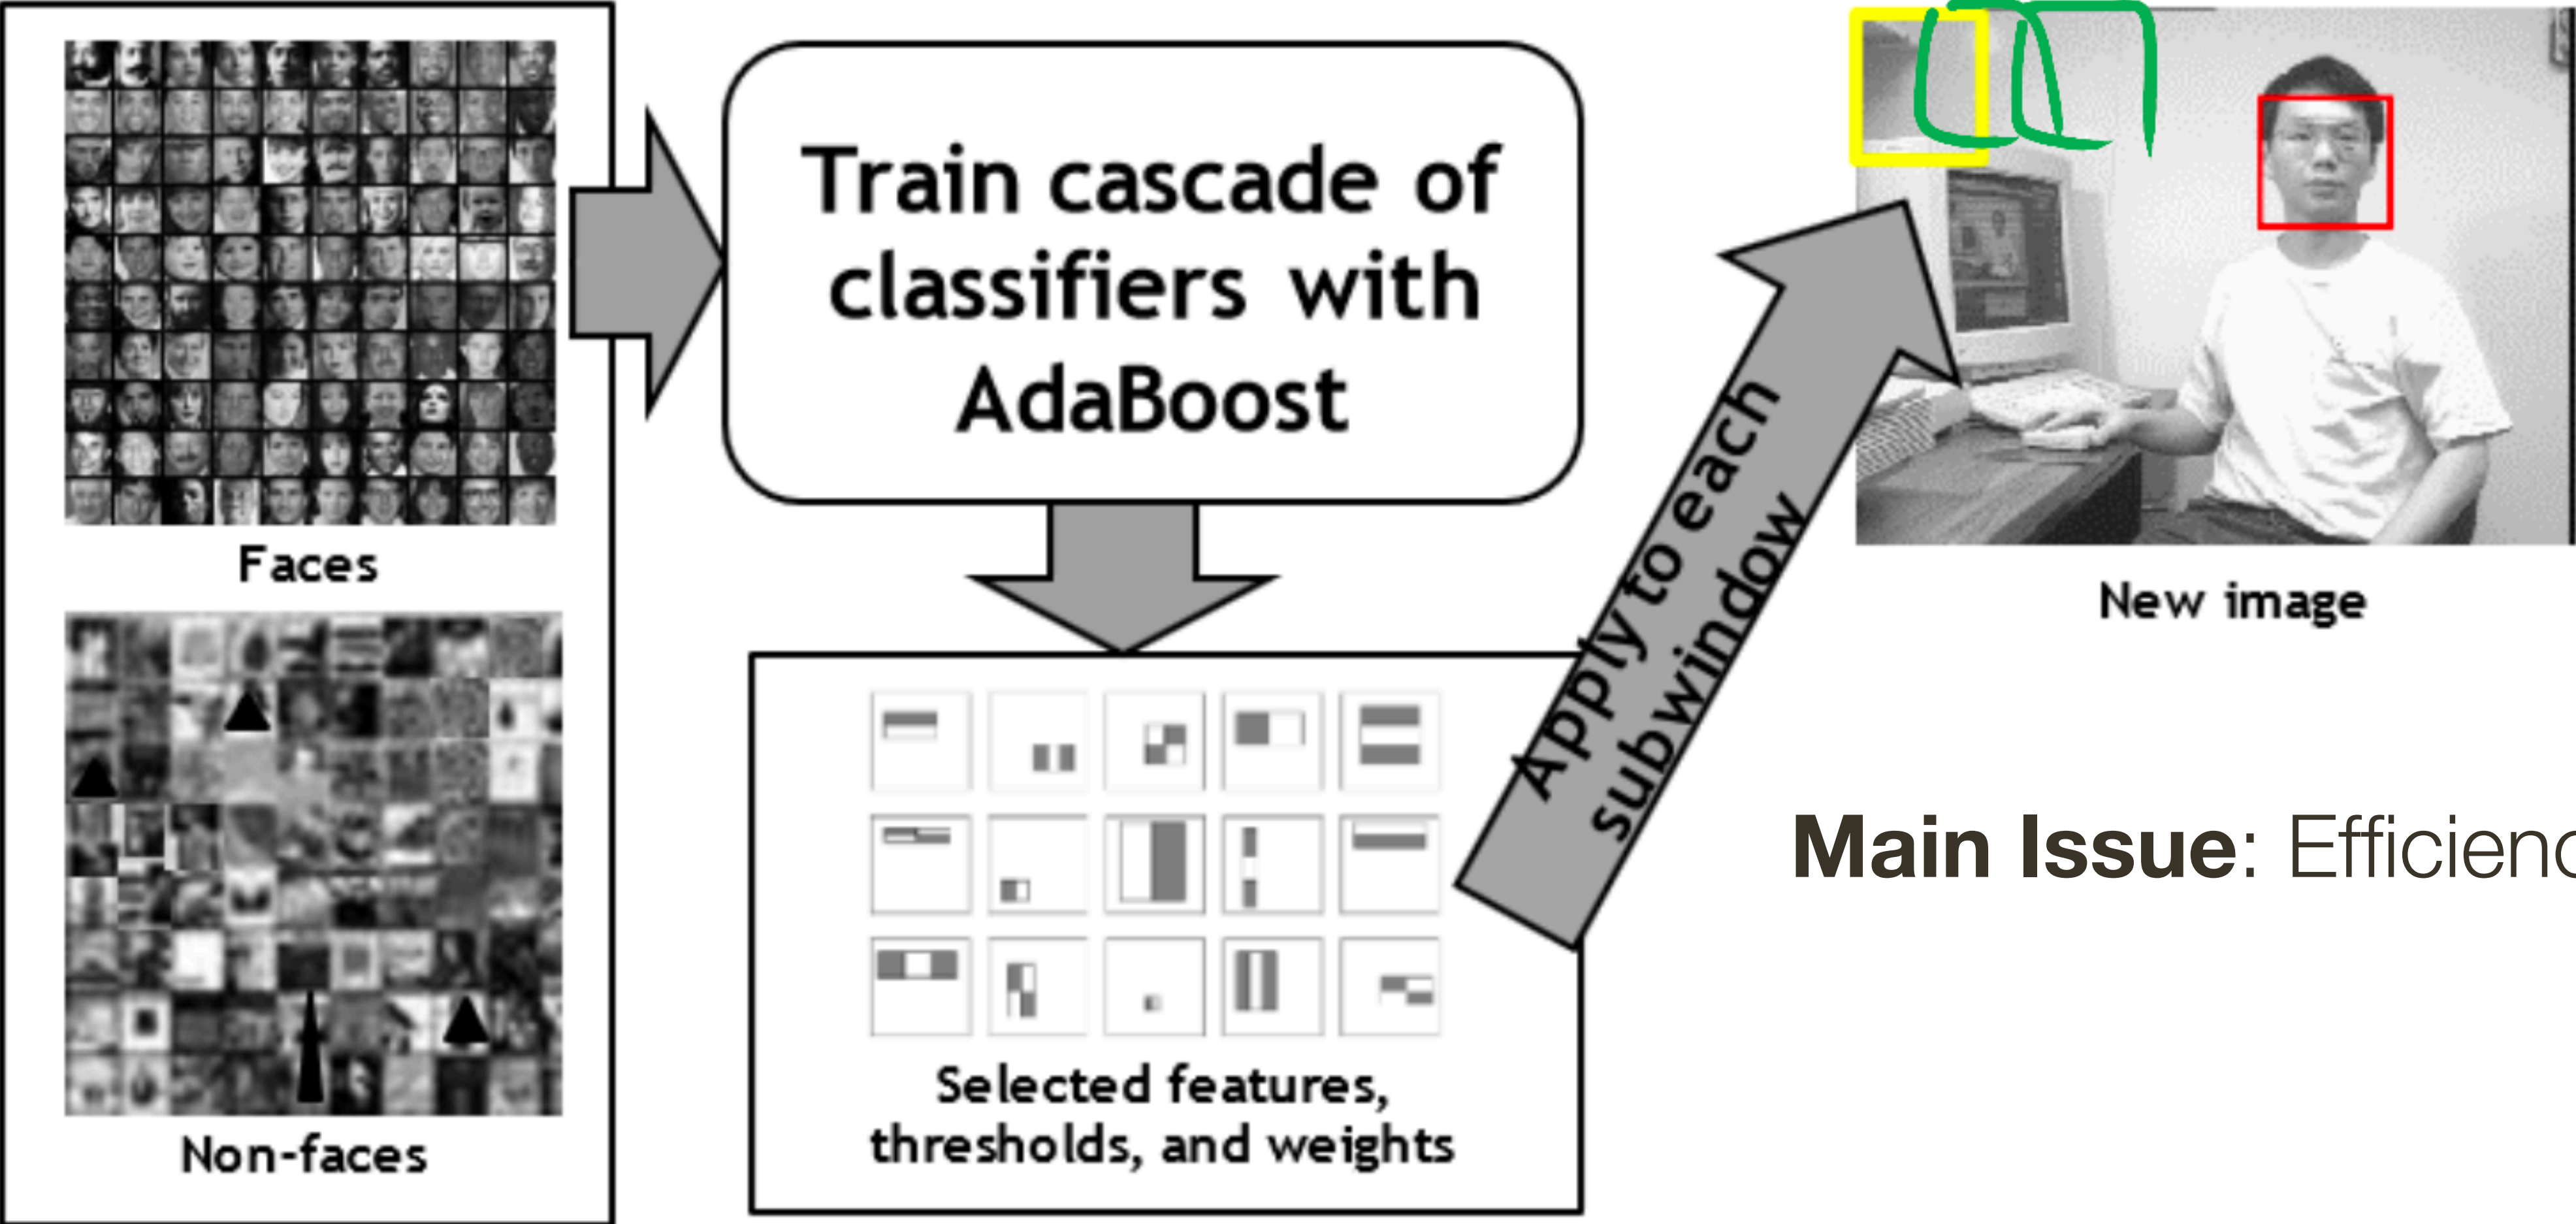 Faces
Non-faces
Train cascade of
classifiers with
AdaBoost
Selected features,
thresholds, and weights
Apply to each
subwindow
New image
Main Issue: Efficienc